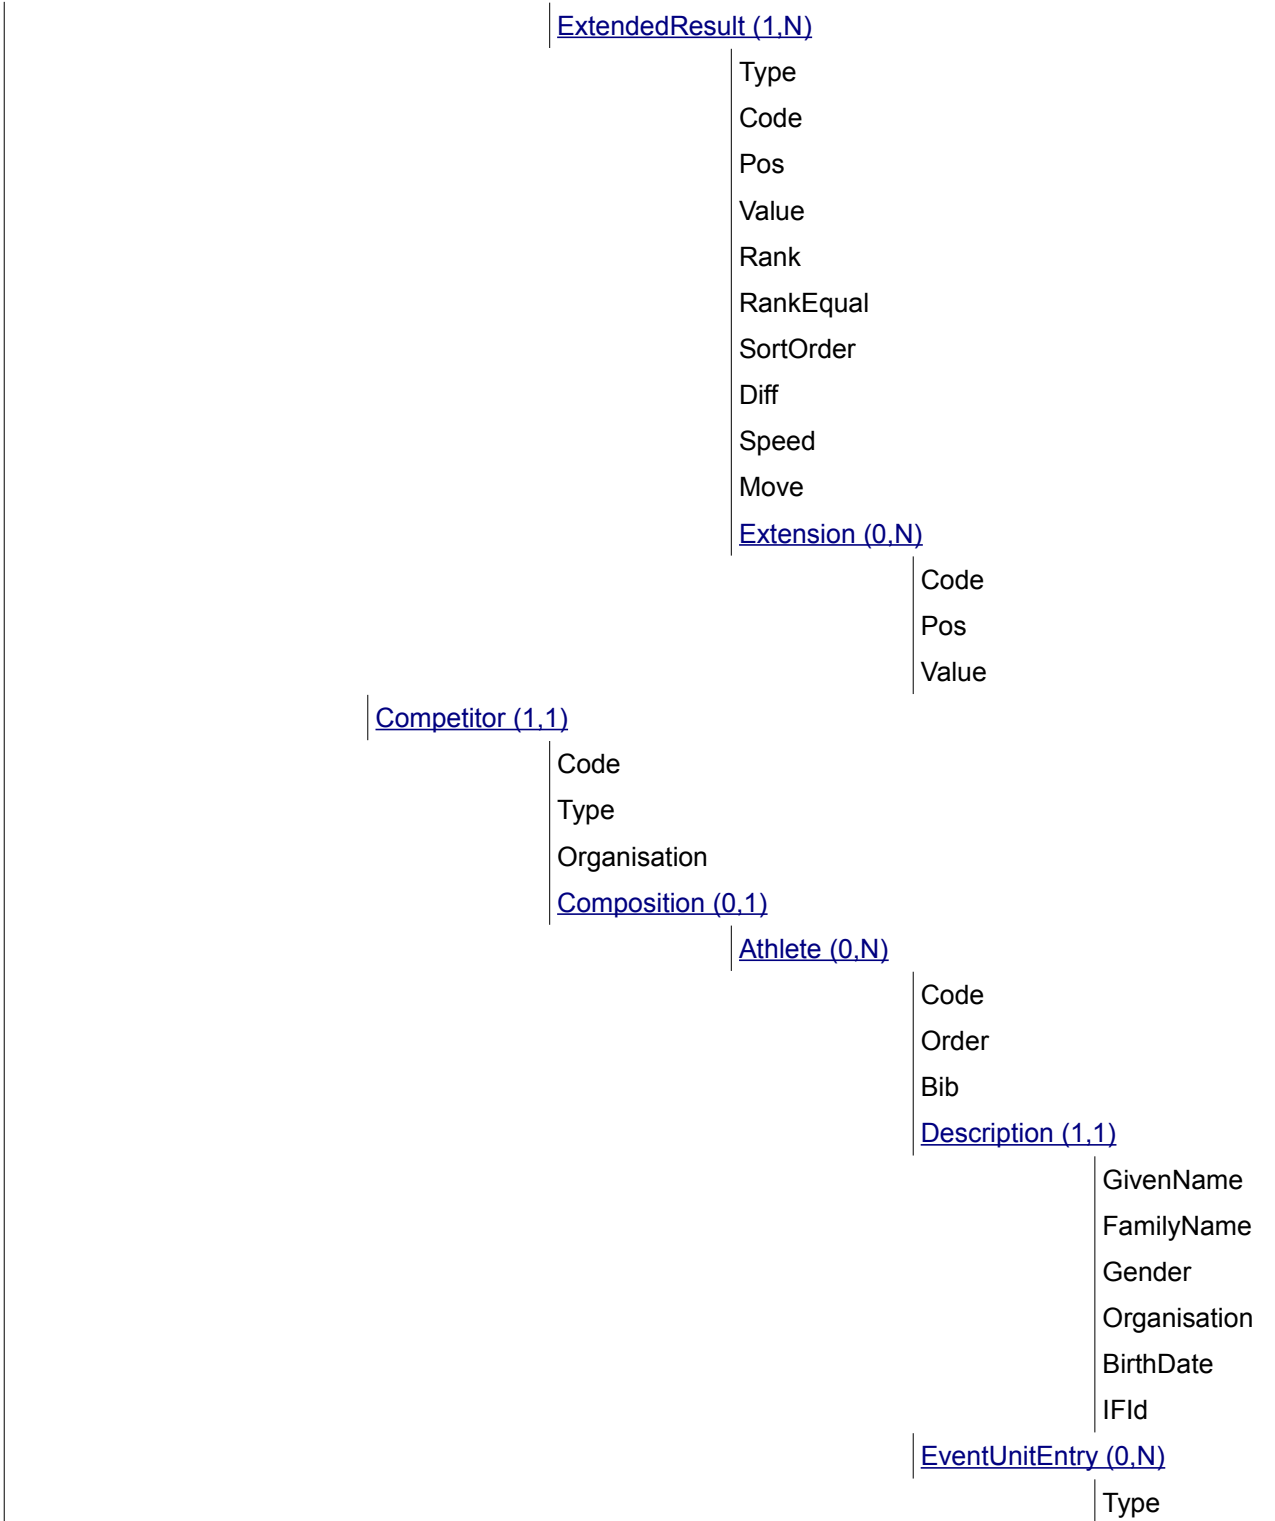 ExtendedResult (1,N)
Type
Code
Pos
Value
Rank
RankEqual
SortOrder
Diff
Speed
Move
Extension (0,N)
Code
Pos
Value
Competitor (1,1)
Code
Type
Organisation
Composition (0,1)
Athlete (0,N)
Code
Order
Bib
Description (1,1)
GivenName
FamilyName
Gender
Organisation
BirthDate
IFId
EventUnitEntry (0,N)
Type